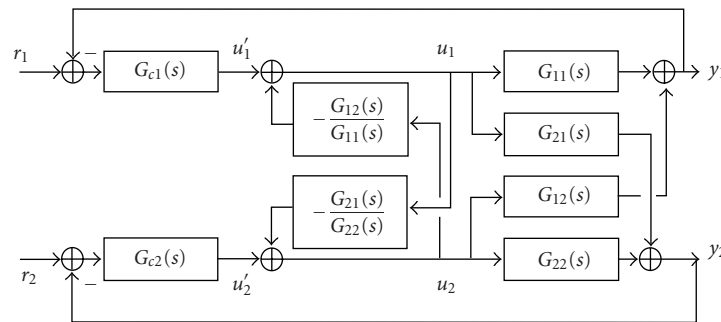 r1
−
Gc1(s)
u′1
u1
G11(s)
y1
−G12(s)/G11(s)
G21(s)
−G21(s)/G22(s)
G12(s)
r2
−
Gc2(s)
u′2
u2
G22(s)
y2